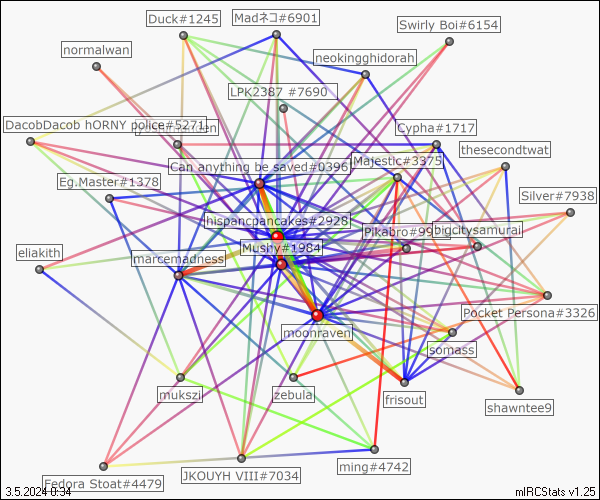 Duck#1245
Madネコ#6901
Swirly Boi#6154
normalwan
neokingghidorah
LPK2387 #7690
DacobDacob hORNY police#5271
Cypha#1717
thesecondtwat
Can anything be saved#0396
Majestic#3375
Eg.Master#1378
Silver#7938
hispancpancakes#2928
Pikabro#99
bigcitysamurai
Mushy#1984
eliakith
marcemadness
Pocket Persona#3326
moonraven
somass
mukszi
zebula
frisout
shawntee9
Fedora Stoat#4479
JKOUYH VIII#7034
ming#4742
3.5.2024 0:34
mIRCStats v1.25